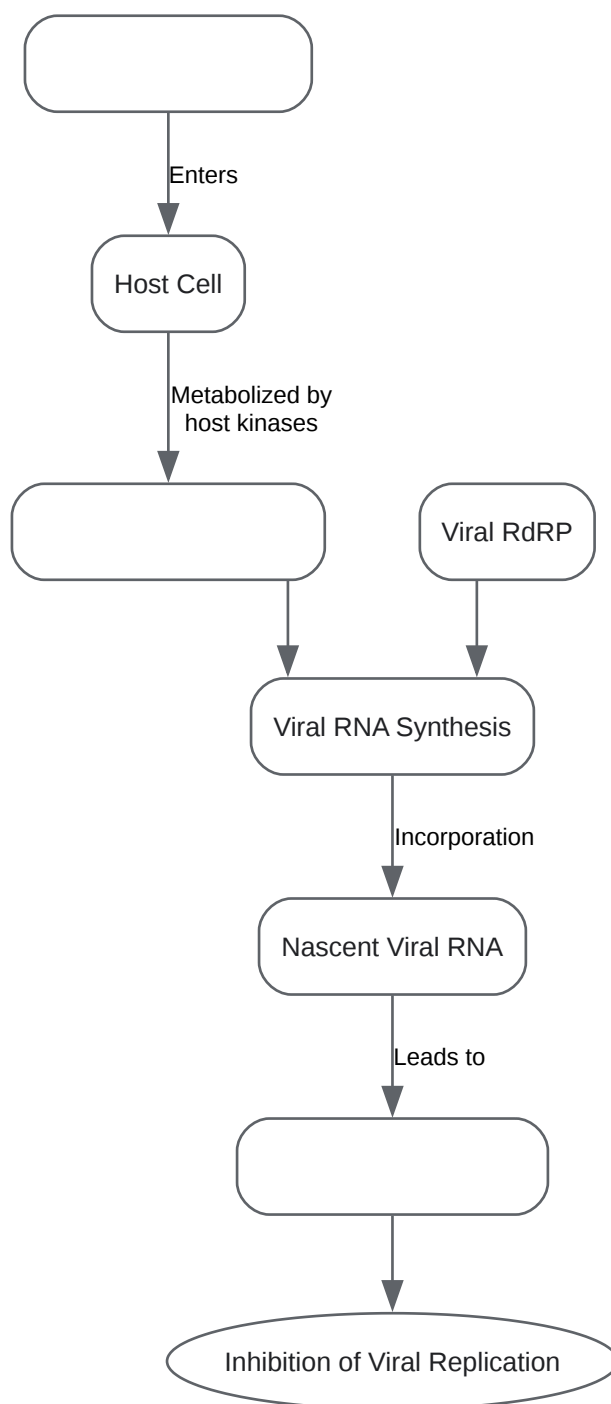 Enters
Host Cell
Metabolized by
host kinases
Viral RdRP
Viral RNA Synthesis
Incorporation
Nascent Viral RNA
Leads to
Inhibition of Viral Replication